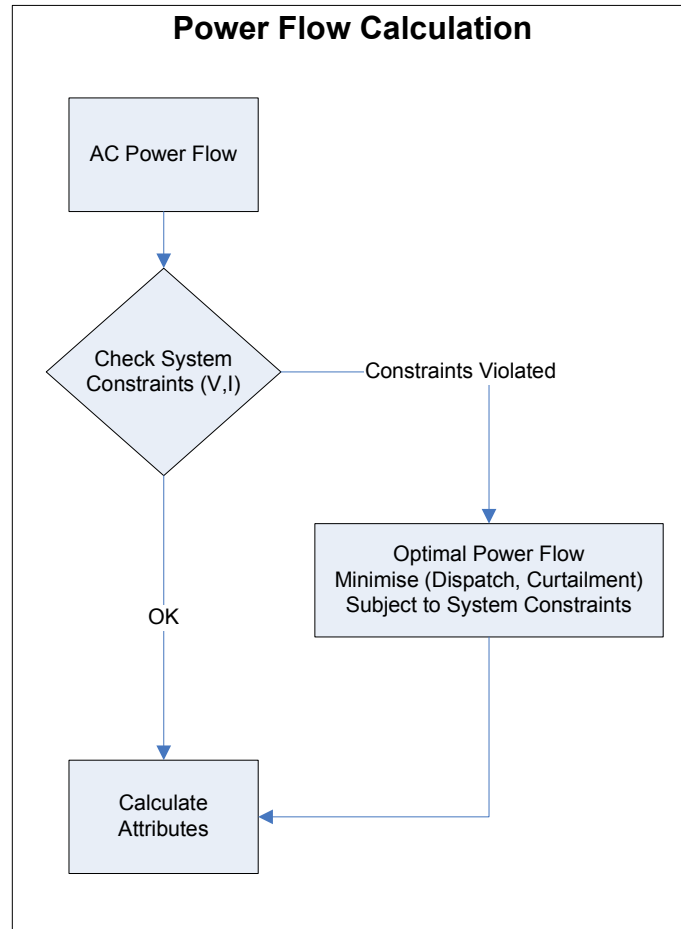 Power Flow Calculation
AC Power Flow
Check System
Constraints (V,I)
Constraints Violated
Optimal Power Flow
Minimise (Dispatch, Curtailment)
Subject to System Constraints
OK
Calculate
Attributes